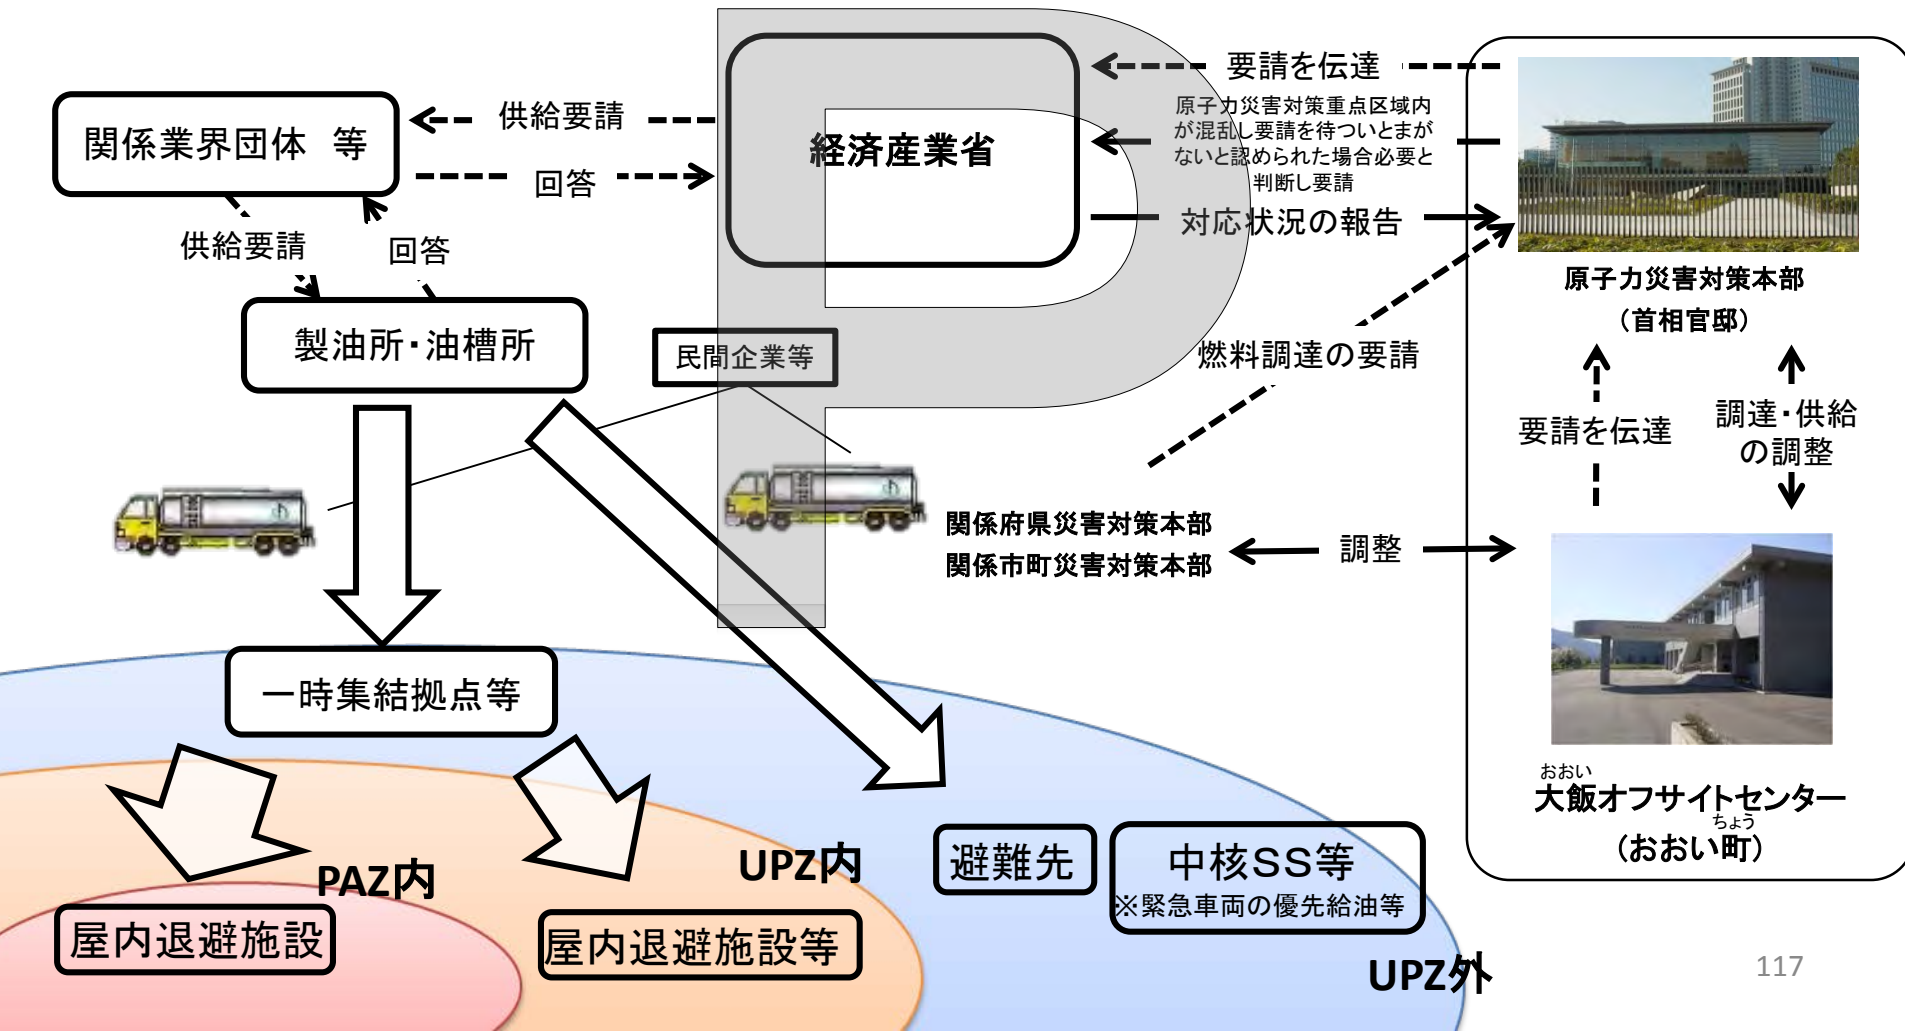 要請を伝達
原子力災害対策重点区域内
が混乱し要請を待ついとまが
ないと認められた場合必要と
判断し要請
対応状況の報告
供給要請
関係業界団体　等
経済産業省
回答
供給要請
回答
原子力災害対策本部
（首相官邸）
製油所・油槽所
民間企業等
燃料調達の要請
要請を伝達
調達・供給
の調整
関係府県災害対策本部
関係市町災害対策本部
調整
一時集結拠点等
おおい
大飯オフサイトセンター
ちょう
（おおい町）
PAZ内
UPZ内
避難先
中核SS等
※緊急車両の優先給油等
屋内退避施設
屋内退避施設等
UPZ外
117
P